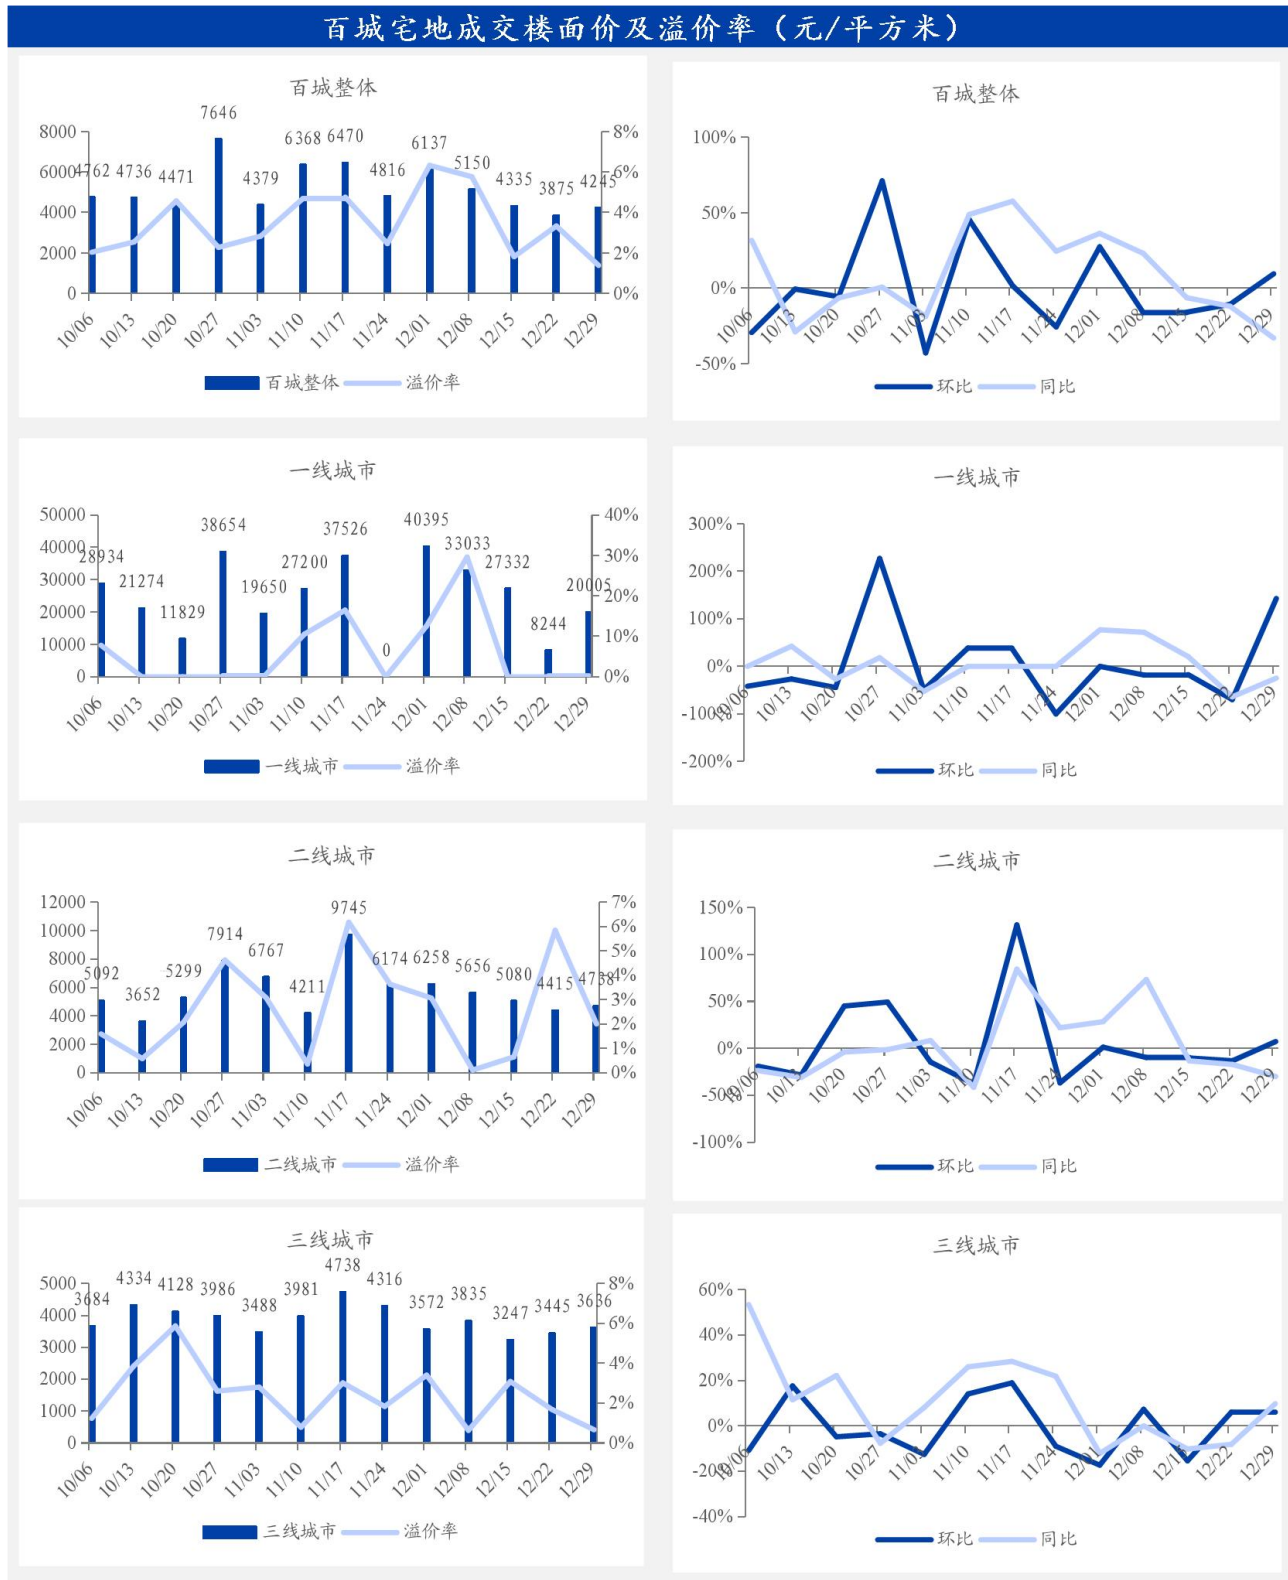 百城宅地成交楼面价及溢价率（元/平方米）
百城整体
8000
6000
4000
2000
0
8%
6%
4%
2%
0%
4762 4736 4471 7646 4379 6368 6470 4816 6137 5150 4335 3875 4245
10/06 10/13 10/20 10/27 11/03 11/10 11/17 11/24 12/01 12/08 12/15 12/22 12/29
百城整体 溢价率
百城整体
100%
50%
0%
-50%
10/06 10/13 10/20 10/27 11/03 11/10 11/17 11/24 12/01 12/08 12/15 12/22 12/29
环比 同比
一线城市
50000
40000
30000
20000
10000
0
40%
30%
20%
10%
0%
28934 21274 11829 38654 19650 27200 37526 0 40395 33033 27332 8244 20005
10/06 10/13 10/20 10/27 11/03 11/10 11/17 11/24 12/01 12/08 12/15 12/22 12/29
一线城市 溢价率
一线城市
300%
200%
100%
0%
-100%
-200%
10/06 10/13 10/20 10/27 11/03 11/10 11/17 11/24 12/01 12/08 12/15 12/22 12/29
环比 同比
二线城市
12000
10000
8000
6000
4000
2000
0
7%
6%
5%
4%
3%
2%
1%
0%
5092 3652 5299 7914 6767 4211 9745 6174 6258 5656 5080 4415 4738
10/06 10/13 10/20 10/27 11/03 11/10 11/17 11/24 12/01 12/08 12/15 12/22 12/29
二线城市 溢价率
二线城市
150%
100%
50%
0%
-50%
-100%
10/06 10/13 10/20 10/27 11/03 11/10 11/17 11/24 12/01 12/08 12/15 12/22 12/29
环比 同比
三线城市
5000
4000
3000
2000
1000
0
8%
6%
4%
2%
0%
3684 4334 4128 3986 3488 3981 4738 4316 3572 3835 3247 3445 3636
10/06 10/13 10/20 10/27 11/03 11/10 11/17 11/24 12/01 12/08 12/15 12/22 12/29
三线城市 溢价率
三线城市
60%
40%
20%
0%
-20%
-40%
10/06 10/13 10/20 10/27 11/03 11/10 11/17 11/24 12/01 12/08 12/15 12/22 12/29
环比 同比